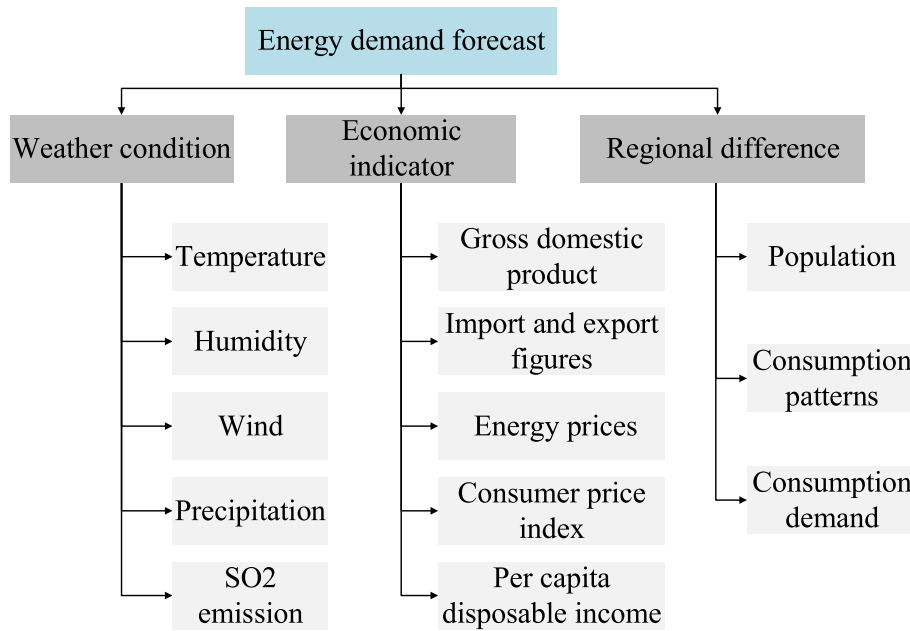 Energy demand forecast
Weather condition
Economic
indicator
Regional difference
Temperature
Humidity
Wind
Precipitation
SO2
emission
Gross domestic
product
Import and export
figures
Energy prices
Consumer price
index
Per capita
disposable income
Population
Consumption
patterns
Consumption
demand